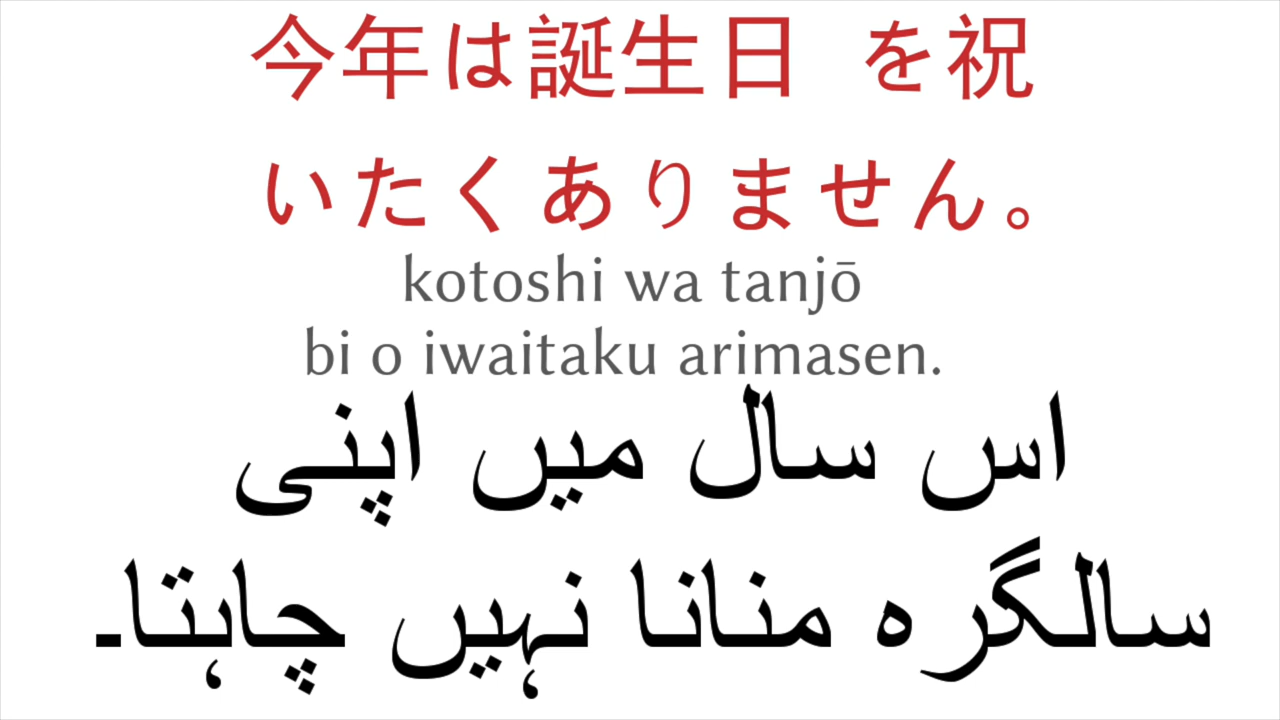 今年は誕生日 を祝
いたくありません。
kotoshi wa tanjō
bi o iwaitaku arimasen.
اس سال میں اپنی
سالگرہ منانا نہیں چاہتا۔